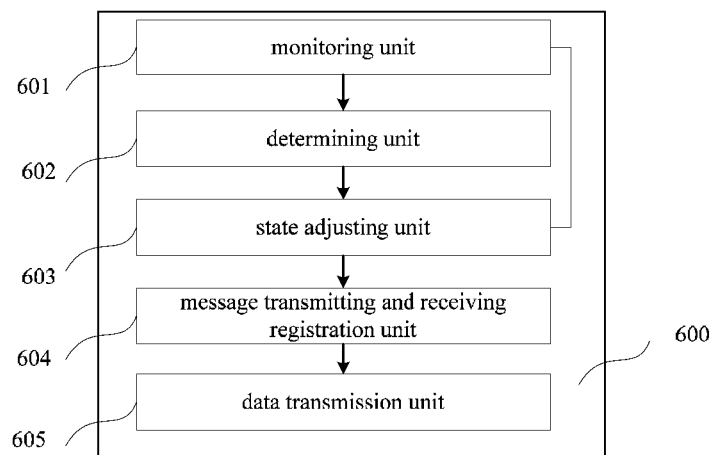 monitoring unit
601
determining unit
602
state adjusting unit
603
message transmitting and receiving
registration unit
604
600
data transmission unit
605